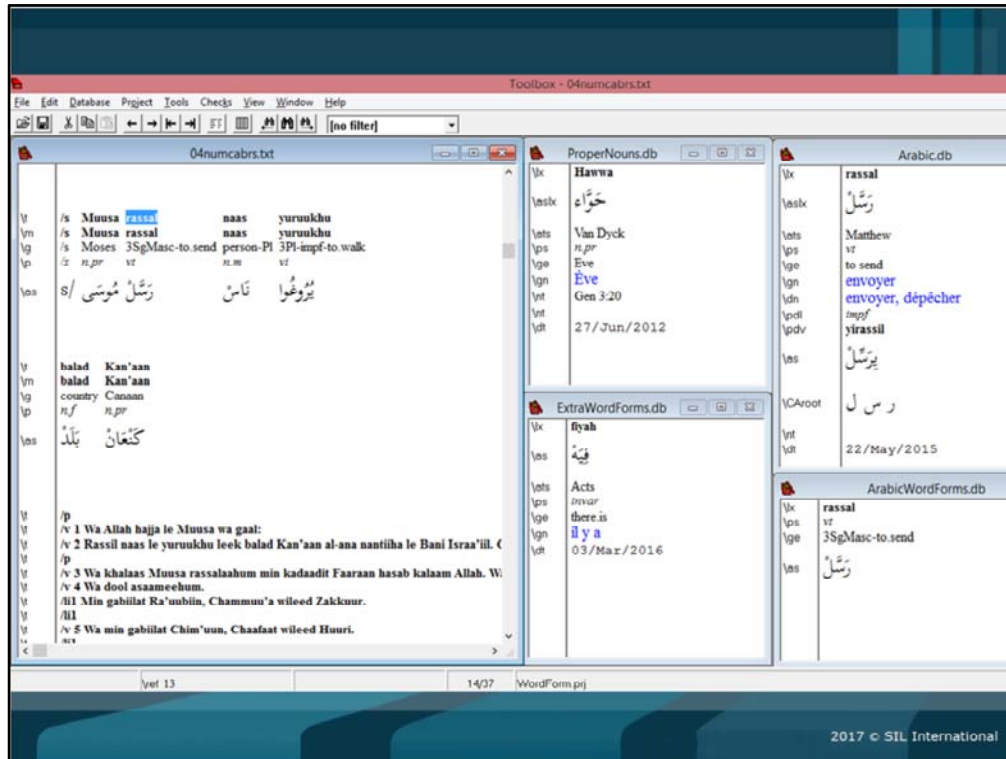 Toolbox - 04numcabrs.txt
File Edit Database Project Tools Checks View Window Help
[no filter]
04numcabrs.txt
\t /s Muusa rassal naas yuruukhu
\m /s Muusa rassal naas yuruukhu
\g /s Moses 3SgMasc-to.send person-Pl 3Pl-impf-to.walk
\p /s n.pr vt n.m vt
\as /s مُوسَى رَسَّلْ نَاسْ يُرُوغُوا
\t balad Kan'aan
\m balad Kan'aan
\g country Canaan
\p n.f n.pr
\as بَلَدْ كَنْعَانْ
\t /p
\t /v 1 Wa Allah hajja le Muusa wa gaal:
\t /v 2 Rassil naas le yuruukhu leek balad Kan'aan al-ana nantiiha le Bani Israa'iil.
\t /p
\t /v 3 Wa khalaas Muusa rassalaahum min kadaadit Faaraan hasab kalaam Allah.
\t /v 4 Wa dool asaameehum.
\t /li1 Min gabiilat Ra'uubiin, Chammuu'a wileed Zakkuur.
\t /li1
\t /v 5 Wa min gabiilat Chim'uun, Chaafaat wileed Huuri.
ProperNouns.db
\lx Hawwa
\aslx حَوَّاء
\ats Van Dyck
\ps n.pr
\ge Eve
\gn Ève
\nt Gen 3:20
\nt
\dt 27/Jun/2012
ExtraWordForms.db
\lx fiyah
\as فِيَهْ
\ats Acts
\ps invar
\ge there.is
\gn il y a
\dt 03/Mar/2016
Arabic.db
\lx rassal
\aslx رَسَّلْ
\ats Matthew
\ps vt
\ge to send
\gn envoyer
\dn envoyer, dépêcher
\pdl impf
\pdv yirassil
\as يِرَسِّلْ
\CAroot ر س ل
\nt
\dt 22/May/2015
ArabicWordForms.db
\lx rassal
\ps vt
\ge 3SgMasc-to.send
\as رَسَّلْ
\ref 13 14/37 WordForm.prj
2017 © SIL International